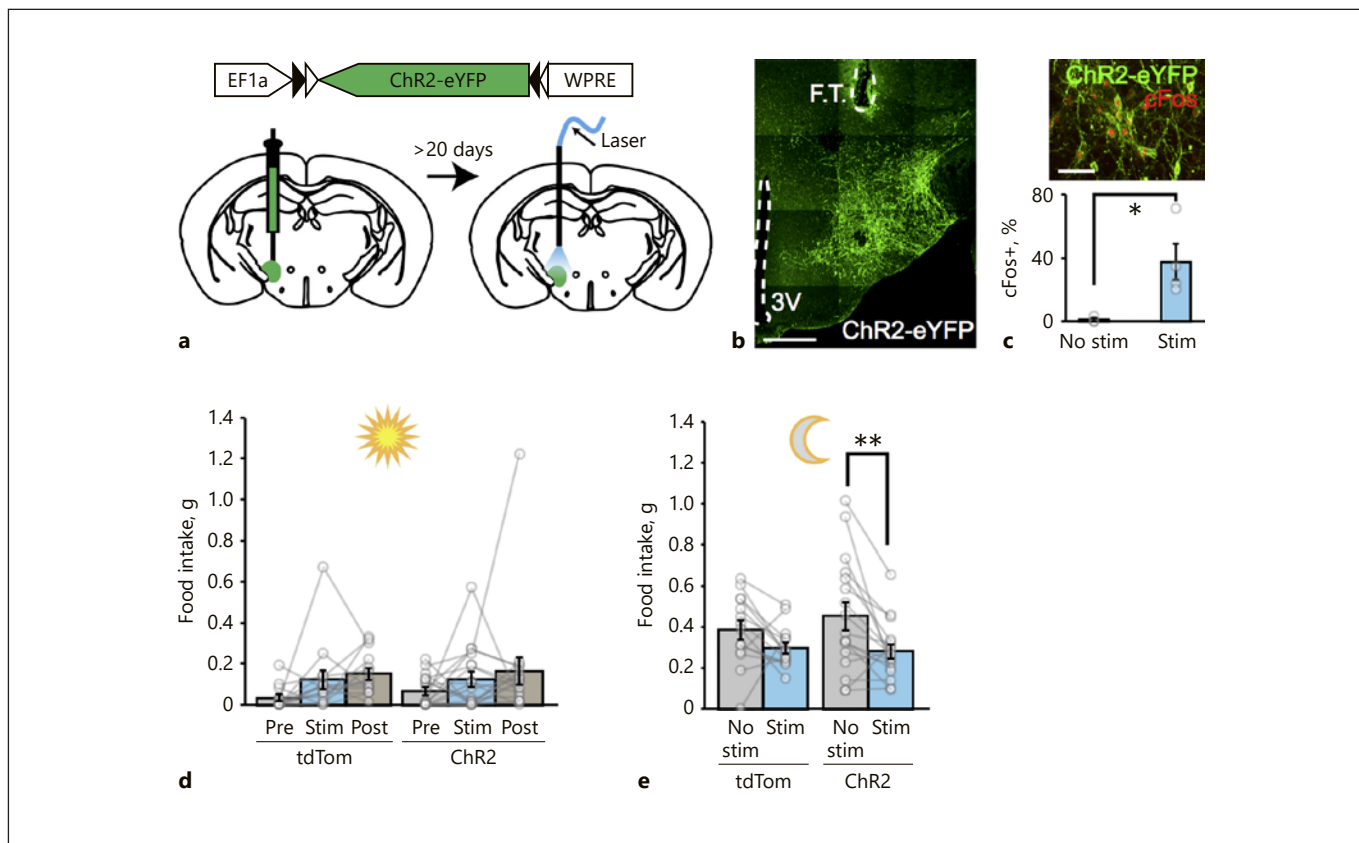 EF1a ChR2-eYFP WPRE
>20 days
Laser
a
F.T.
3V
ChR2-eYFP
b
ChR2-eYFP
cFos
80
40
0
cFos+, %
*
No stim Stim
c
1.4
1.2
1.0
0.8
0.6
0.4
0.2
0
Food intake, g
Pre Stim Post Pre Stim Post
tdTom ChR2
d
1.4
1.2
1.0
0.8
0.6
0.4
0.2
0
Food intake, g
**
No stim Stim No stim Stim
tdTom ChR2
e